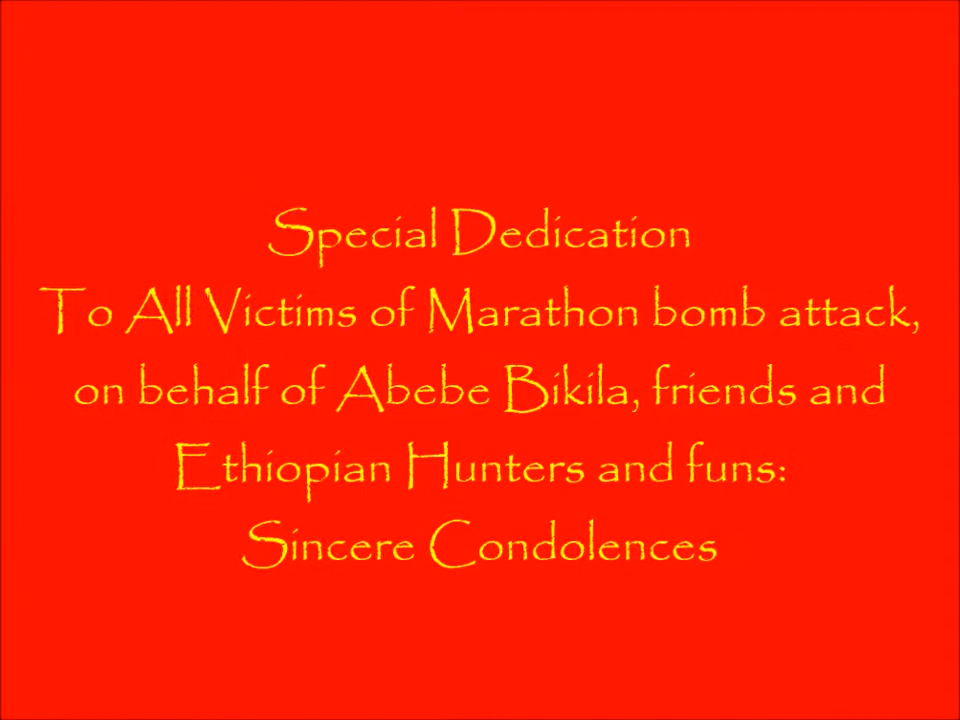 Special Dedication
To All Victims of Marathon bomb attack,
on behalf of Abebe Bikila, friends and
Ethiopian Hunters and funs:
Sincere Condolences